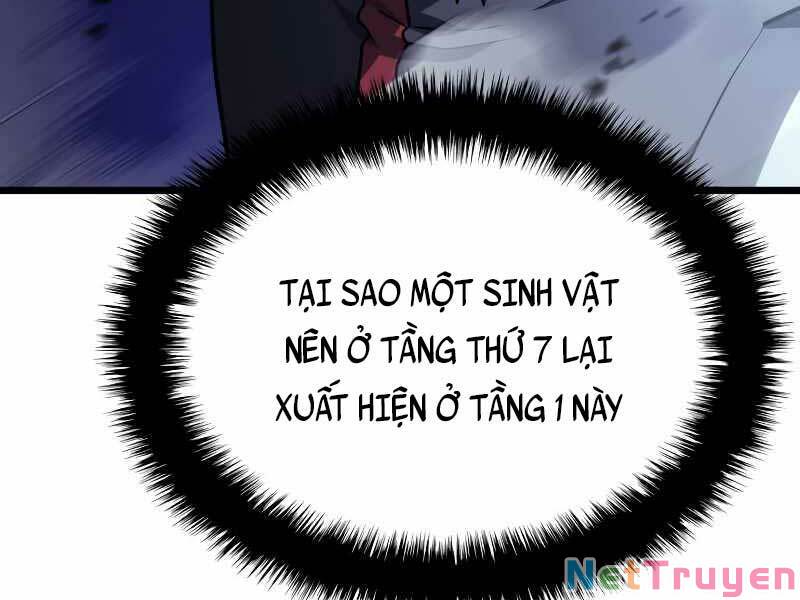 TẠI SAO MỘT SINH VẬT
NÊN Ở TẦNG THỨ 7 LẠI
XUẤT HIỆN Ở TẦNG 1 NÀY
NetTruyen